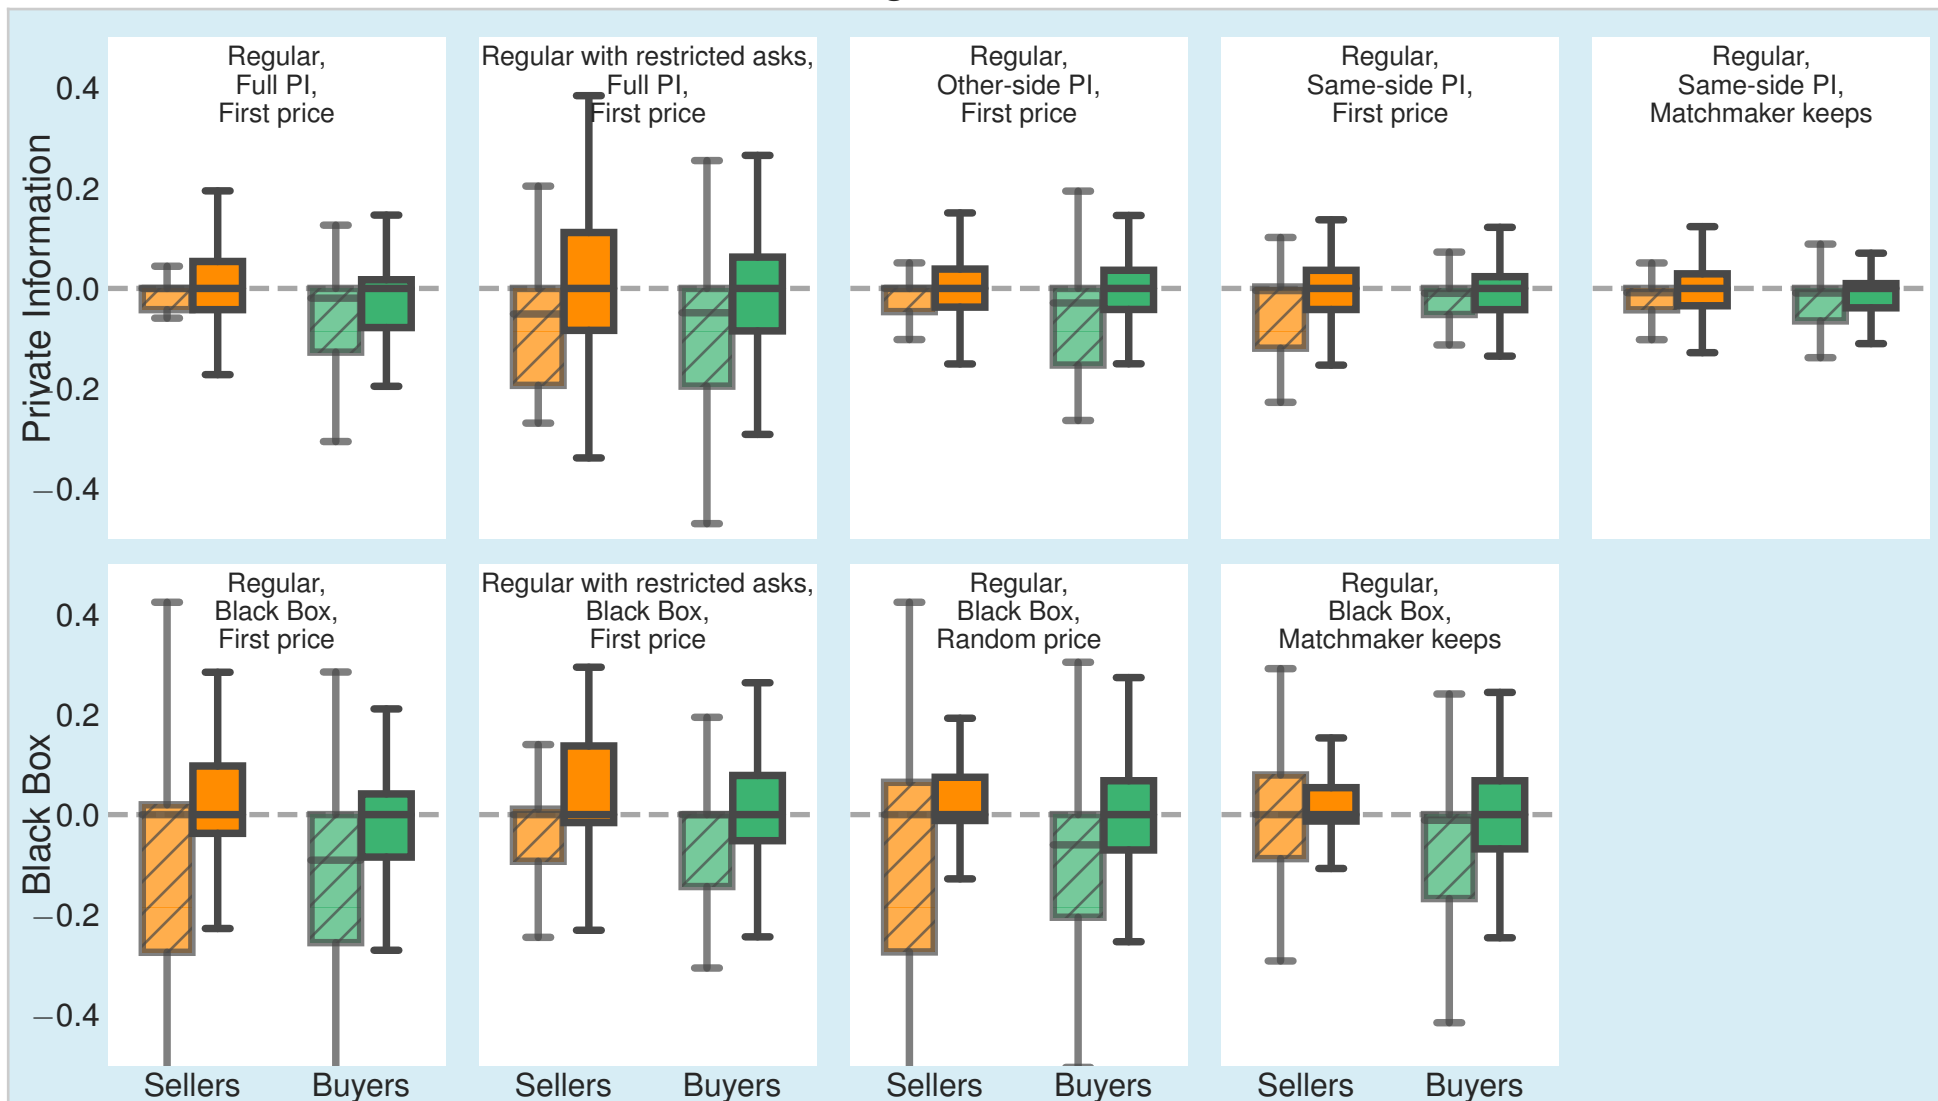 Regular,
Full PI,
First price
Regular with restricted asks,
Full PI,
First price
Regular,
Other-side PI,
First price
Regular,
Same-side PI,
First price
Regular,
Same-side PI,
Matchmaker keeps
Private Information
0.4
0.2
0.0
−0.2
−0.4
Regular,
Black Box,
First price
Regular with restricted asks,
Black Box,
First price
Regular,
Black Box,
Random price
Regular,
Black Box,
Matchmaker keeps
Black Box
0.4
0.2
0.0
−0.2
−0.4
Sellers Buyers Sellers Buyers Sellers Buyers Sellers Buyers